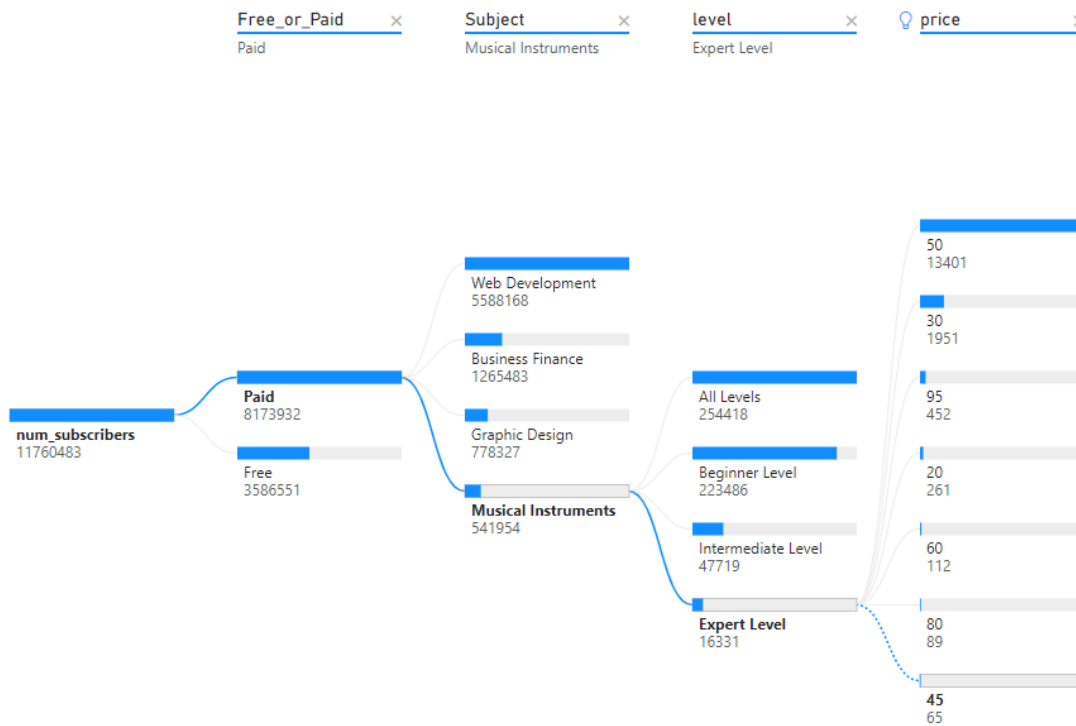 Free_or_Paid
Paid
Subject
Musical Instruments
level
Expert Level
price
num_subscribers
11760483
Paid
8173932
Free
3586551
Web Development
5588168
Business Finance
1265483
Graphic Design
778327
Musical Instruments
541954
All Levels
254418
Beginner Level
223486
Intermediate Level
47719
Expert Level
16331
50
13401
30
1951
95
452
20
261
60
112
80
89
45
65